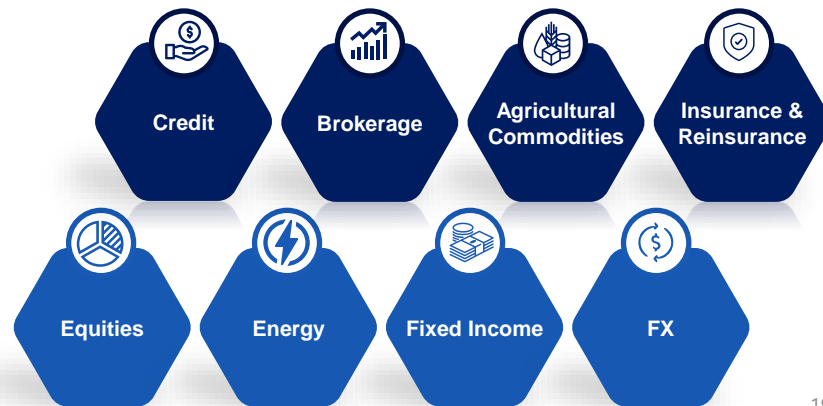 Credit
Brokerage
Agricultural
Commodities
Insurance &
Reinsurance
Equities
Energy
Fixed Income
FX